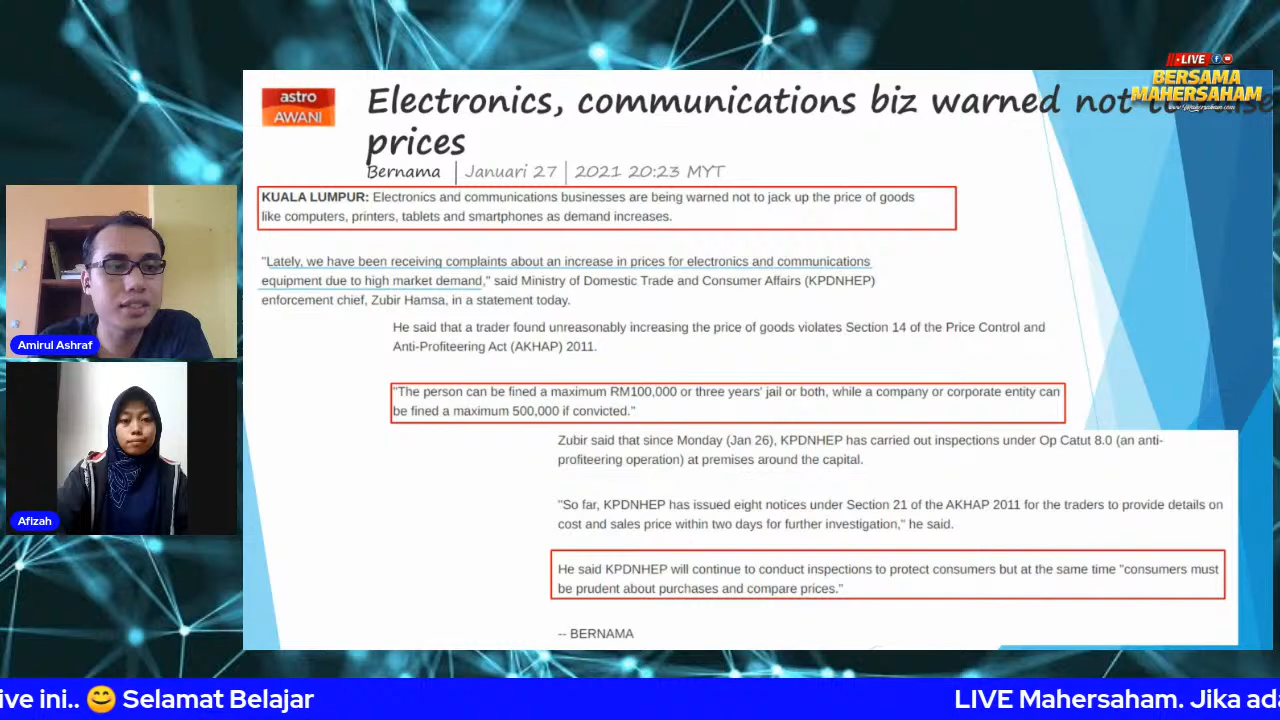 LIVE
BERSAMA
MAHERSAHAM
astro
AWANI
Electronics, communications biz warned not
prices
Bernama | Januari 27 | 2021 20:23 MYT
KUALA LUMPUR: Electronics and communications businesses are being warned not to jack up the price of goods
like computers, printers, tablets and smartphones as demand increases.
"Lately, we have been receiving complaints about an increase in prices for electronics and communications
equipment due to high market demand," said Ministry of Domestic Trade and Consumer Affairs (KPDNHEP)
enforcement chief, Zubir Hamsa, in a statement today.
He said that a trader found unreasonably increasing the price of goods violates Section 14 of the Price Control and
Anti-Profiteering Act (AKHAP) 2011.
"The person can be fined a maximum RM100,000 or three years' jail or both, while a company or corporate entity can
be fined a maximum 500,000 if convicted."
Zubir said that since Monday (Jan 26), KPDNHEP has carried out inspections under Op Catut 8.0 (an anti-
profiteering operation) at premises around the capital.
"So far, KPDNHEP has issued eight notices under Section 21 of the AKHAP 2011 for the traders to provide details on
cost and sales price within two days for further investigation," he said.
He said KPDNHEP will continue to conduct inspections to protect consumers but at the same time "consumers must
be prudent about purchases and compare prices."
-- BERNAMA
Amirul Ashraf
Afizah
ive ini.. 😊 Selamat Belajar
LIVE Mahersaham. Jika ada